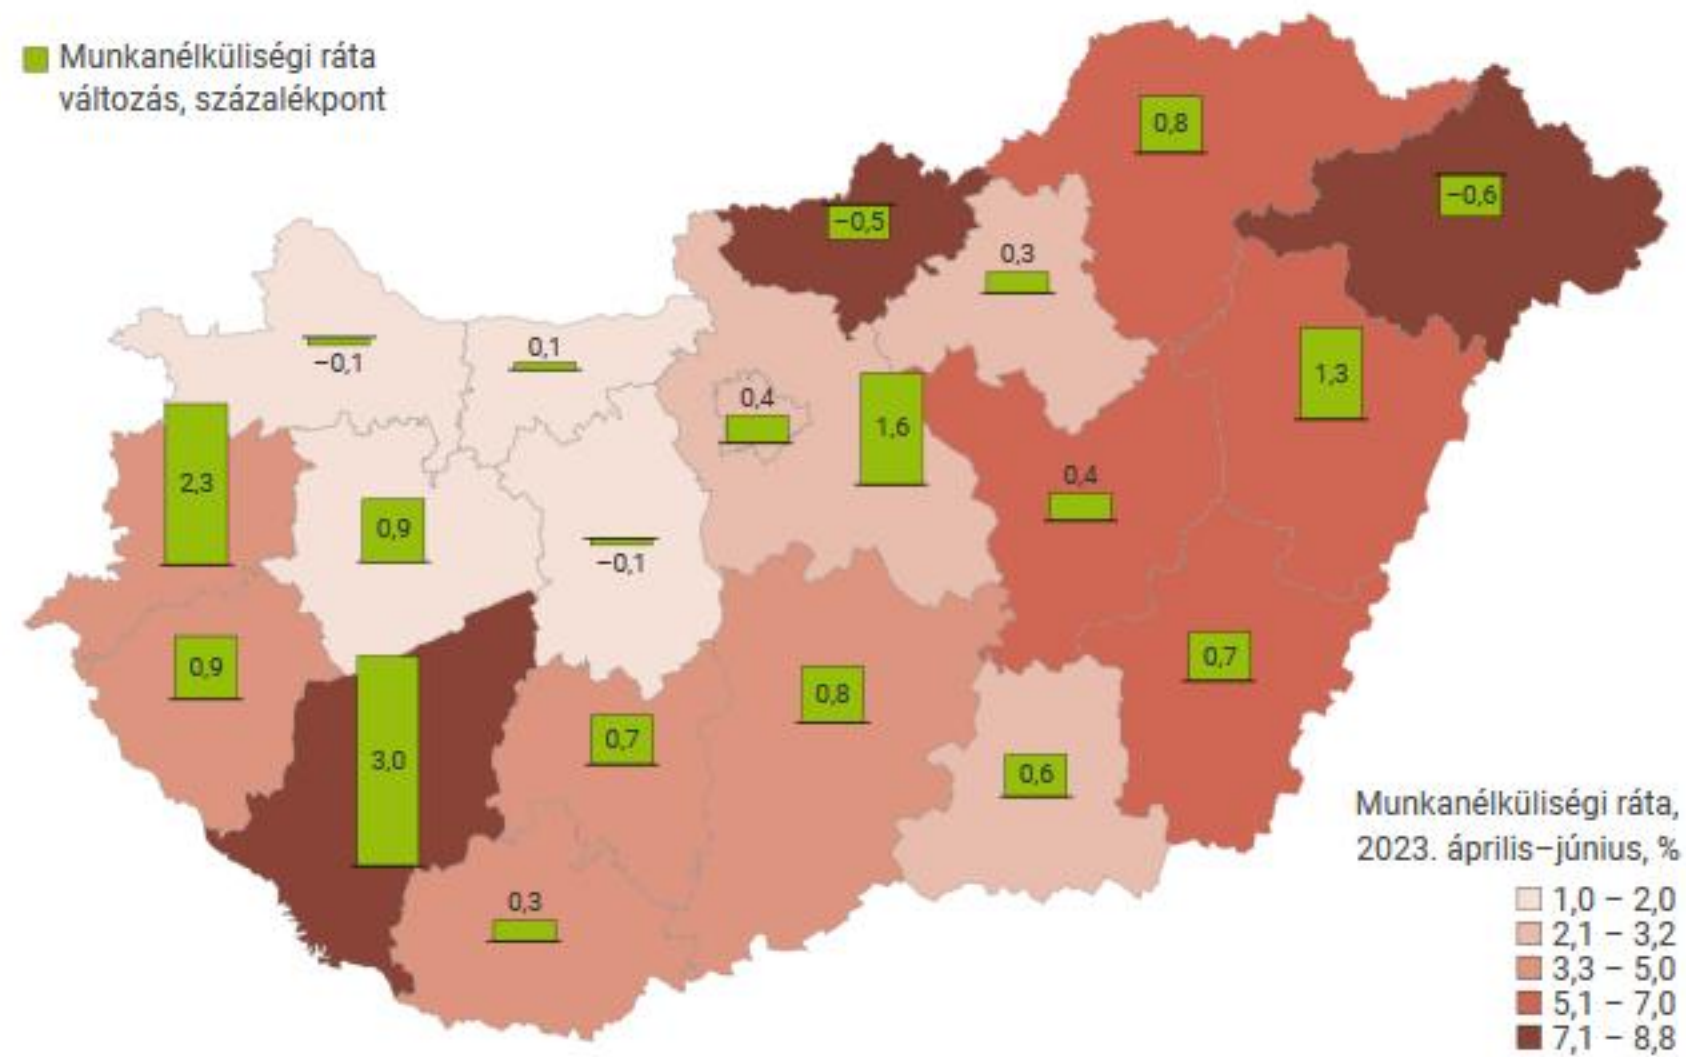 Munkanélküliségi ráta
változás, százalékpont
0,8
−0,6
−0,5
0,3
−0,1
0,1
1,3
0,4
1,6
2,3
0,4
0,9
−0,1
0,9
0,7
0,8
0,7
3,0
0,6
0,3
Munkanélküliségi ráta,
2023. április−június, %
1,0 − 2,0
2,1 − 3,2
3,3 − 5,0
5,1 − 7,0
7,1 − 8,8